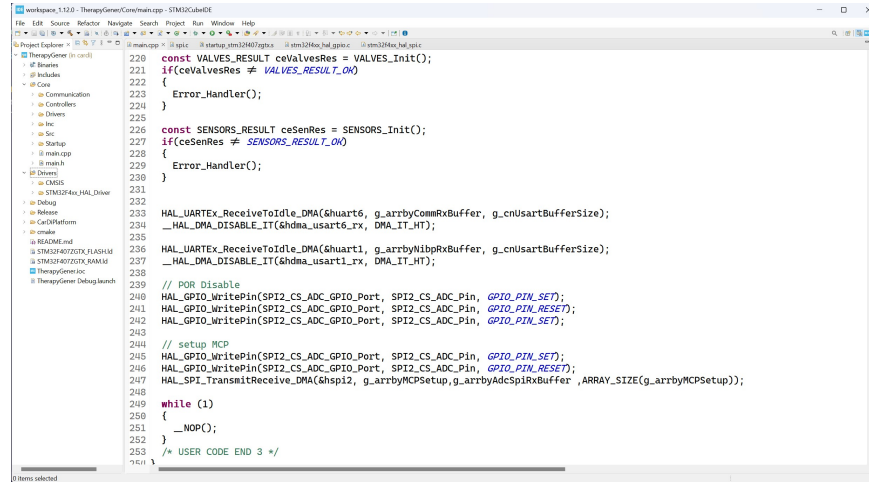 workspace_1.12.0 - TherapyGener/Core/main.cpp - STM32CubeIDE
File Edit Source Refactor Navigate Search Project Run Window Help
Project Explorer
main.cpp
spi.c
startup_stm32f407zgtx.s
stm32f4xx_hal_gpio.c
stm32f4xx_hal_spi.c
TherapyGener (in cardi)
Binaries
Includes
Core
Communication
Controllers
Drivers
Inc
Src
Startup
main.cpp
main.h
Drivers
CMSIS
STM32F4xx_HAL_Driver
Debug
Release
CarDiPlatform
cmake
README.md
STM32F407ZGTX_FLASH.ld
STM32F407ZGTX_RAM.ld
TherapyGener.ioc
TherapyGener Debug.launch
220 const VALVES_RESULT ceValvesRes = VALVES_Init();
221 if(ceValvesRes ≠ VALVES_RESULT_OK)
222 {
223 Error_Handler();
224 }
225
226 const SENSORS_RESULT ceSenRes = SENSORS_Init();
227 if(ceSenRes ≠ SENSORS_RESULT_OK)
228 {
229 Error_Handler();
230 }
231
232
233 HAL_UARTEx_ReceiveToIdle_DMA(&huart6, g_arrbyCommRxBuffer, g_cnUsartBufferSize);
234 __HAL_DMA_DISABLE_IT(&hdma_usart6_rx, DMA_IT_HT);
235
236 HAL_UARTEx_ReceiveToIdle_DMA(&huart1, g_arrbyNibpRxBuffer, g_cnUsartBufferSize);
237 __HAL_DMA_DISABLE_IT(&hdma_usart1_rx, DMA_IT_HT);
238
239 // POR Disable
240 HAL_GPIO_WritePin(SPI2_CS_ADC_GPIO_Port, SPI2_CS_ADC_Pin, GPIO_PIN_SET);
241 HAL_GPIO_WritePin(SPI2_CS_ADC_GPIO_Port, SPI2_CS_ADC_Pin, GPIO_PIN_RESET);
242 HAL_GPIO_WritePin(SPI2_CS_ADC_GPIO_Port, SPI2_CS_ADC_Pin, GPIO_PIN_SET);
243
244 // setup MCP
245 HAL_GPIO_WritePin(SPI2_CS_ADC_GPIO_Port, SPI2_CS_ADC_Pin, GPIO_PIN_SET);
246 HAL_GPIO_WritePin(SPI2_CS_ADC_GPIO_Port, SPI2_CS_ADC_Pin, GPIO_PIN_RESET);
247 HAL_SPI_TransmitReceive_DMA(&hspi2, g_arrbyMCPSetup,g_arrbyAdcSpiRxBuffer ,ARRAY_SIZE(g_arrbyMCPSetup));
248
249 while (1)
250 {
251 __NOP();
252 }
253 /* USER CODE END 3 */
254 }
0 items selected